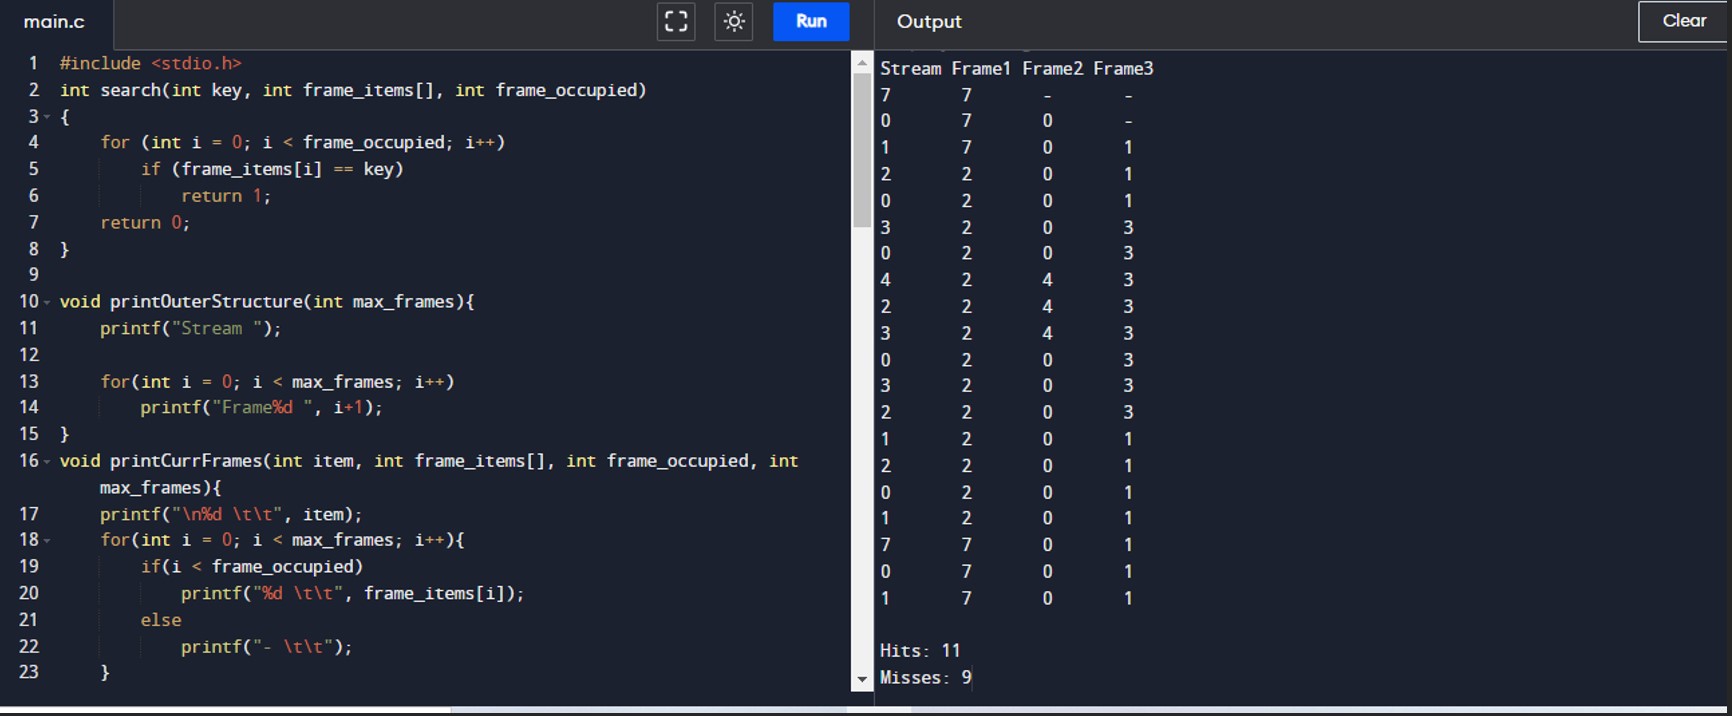 main.c
Run
Output
Clear
1 #include <stdio.h>
2 int search(int key, int frame_items[], int frame_occupied)
3 {
4 for (int i = 0; i < frame_occupied; i++)
5 if (frame_items[i] == key)
6 return 1;
7 return 0;
8 }
9
10 void printOuterStructure(int max_frames){
11 printf("Stream ");
12
13 for(int i = 0; i < max_frames; i++)
14 printf("Frame%d ", i+1);
15 }
16 void printCurrFrames(int item, int frame_items[], int frame_occupied, int
max_frames){
17 printf("\n%d \t\t", item);
18 for(int i = 0; i < max_frames; i++){
19 if(i < frame_occupied)
20 printf("%d \t\t", frame_items[i]);
21 else
22 printf("- \t\t");
23 }
Stream Frame1 Frame2 Frame3
7 7 - -
0 7 0 -
1 7 0 1
2 2 0 1
0 2 0 1
3 2 0 3
0 2 0 3
4 2 4 3
2 2 4 3
3 2 4 3
0 2 0 3
3 2 0 3
2 2 0 3
1 2 0 1
2 2 0 1
0 2 0 1
1 2 0 1
7 7 0 1
0 7 0 1
1 7 0 1
Hits: 11
Misses: 9